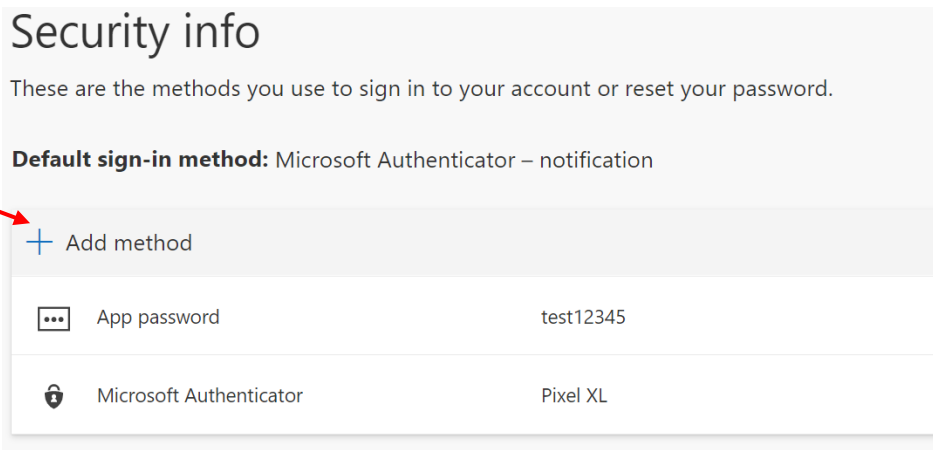 Security info
These are the methods you use to sign in to your account or reset your password.
Default sign-in method: Microsoft Authenticator – notification
Add method
App password test12345
Microsoft Authenticator Pixel XL